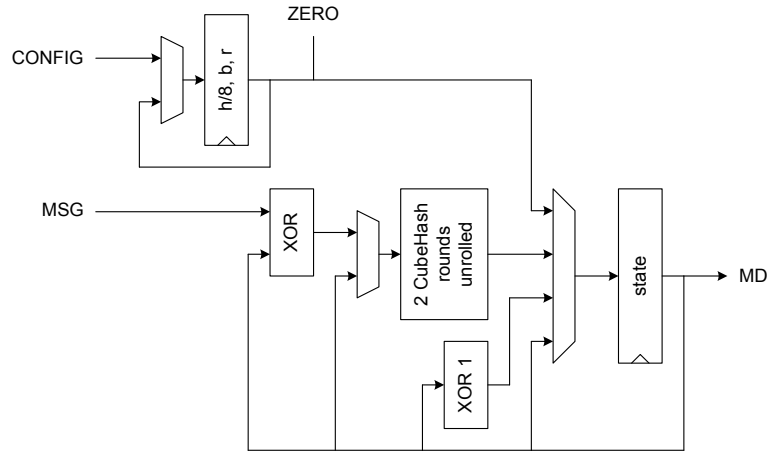 ZERO
CONFIG
h/8, b, r
MSG
XOR
2 CubeHash
rounds
unrolled
XOR 1
state
MD